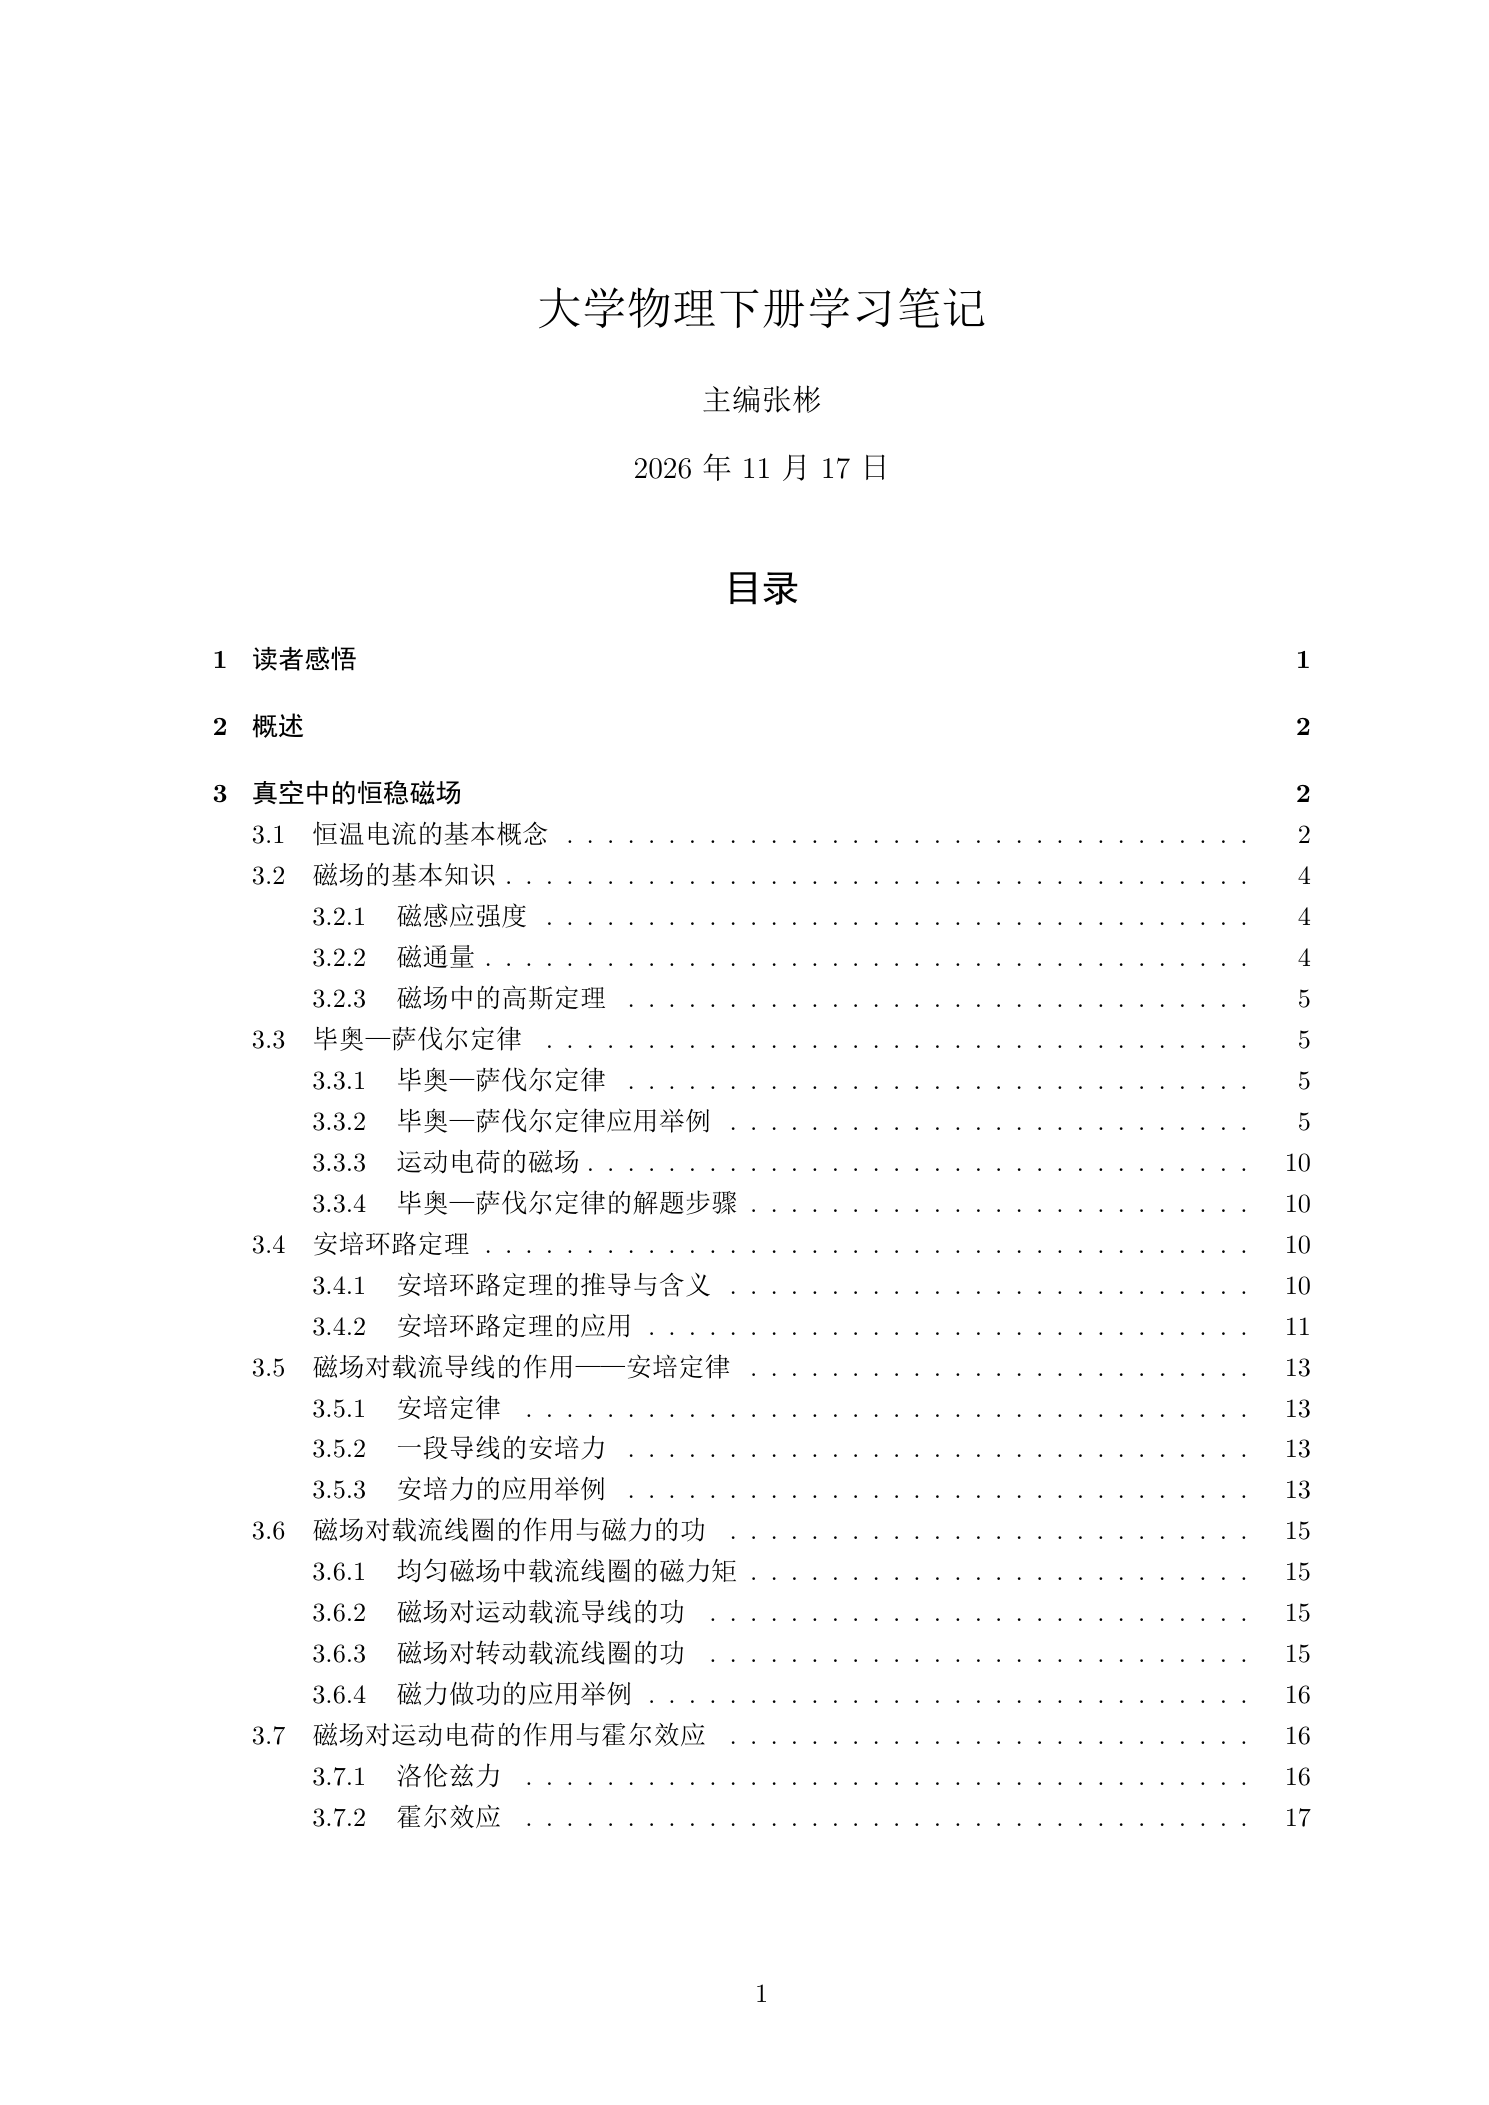 大学物理下册学习笔记
主编张彬
2026 年 11 月 17 日
目录
1 读者感悟 1
2 概述 2
3 真空中的恒稳磁场 2
3.1 恒温电流的基本概念 . . . . . . . . . . . . . . . . . . . . . . . . . . . . . . . . . . 2
3.2 磁场的基本知识 . . . . . . . . . . . . . . . . . . . . . . . . . . . . . . . . . . . . . 4
3.2.1 磁感应强度 . . . . . . . . . . . . . . . . . . . . . . . . . . . . . . . . . . . 4
3.2.2 磁通量 . . . . . . . . . . . . . . . . . . . . . . . . . . . . . . . . . . . . . . 4
3.2.3 磁场中的高斯定理 . . . . . . . . . . . . . . . . . . . . . . . . . . . . . . . 5
3.3 毕奥—萨伐尔定律 . . . . . . . . . . . . . . . . . . . . . . . . . . . . . . . . . . . 5
3.3.1 毕奥—萨伐尔定律 . . . . . . . . . . . . . . . . . . . . . . . . . . . . . . . 5
3.3.2 毕奥—萨伐尔定律应用举例 . . . . . . . . . . . . . . . . . . . . . . . . . . 5
3.3.3 运动电荷的磁场 . . . . . . . . . . . . . . . . . . . . . . . . . . . . . . . . . 10
3.3.4 毕奥—萨伐尔定律的解题步骤 . . . . . . . . . . . . . . . . . . . . . . . . . 10
3.4 安培环路定理 . . . . . . . . . . . . . . . . . . . . . . . . . . . . . . . . . . . . . . 10
3.4.1 安培环路定理的推导与含义 . . . . . . . . . . . . . . . . . . . . . . . . . . 10
3.4.2 安培环路定理的应用 . . . . . . . . . . . . . . . . . . . . . . . . . . . . . . 11
3.5 磁场对载流导线的作用——安培定律 . . . . . . . . . . . . . . . . . . . . . . . . . 13
3.5.1 安培定律 . . . . . . . . . . . . . . . . . . . . . . . . . . . . . . . . . . . . 13
3.5.2 一段导线的安培力 . . . . . . . . . . . . . . . . . . . . . . . . . . . . . . . 13
3.5.3 安培力的应用举例 . . . . . . . . . . . . . . . . . . . . . . . . . . . . . . . 13
3.6 磁场对载流线圈的作用与磁力的功 . . . . . . . . . . . . . . . . . . . . . . . . . . 15
3.6.1 均匀磁场中载流线圈的磁力矩 . . . . . . . . . . . . . . . . . . . . . . . . . 15
3.6.2 磁场对运动载流导线的功 . . . . . . . . . . . . . . . . . . . . . . . . . . . 15
3.6.3 磁场对转动载流线圈的功 . . . . . . . . . . . . . . . . . . . . . . . . . . . 15
3.6.4 磁力做功的应用举例 . . . . . . . . . . . . . . . . . . . . . . . . . . . . . . 16
3.7 磁场对运动电荷的作用与霍尔效应 . . . . . . . . . . . . . . . . . . . . . . . . . . 16
3.7.1 洛伦兹力 . . . . . . . . . . . . . . . . . . . . . . . . . . . . . . . . . . . . 16
3.7.2 霍尔效应 . . . . . . . . . . . . . . . . . . . . . . . . . . . . . . . . . . . . 17
1